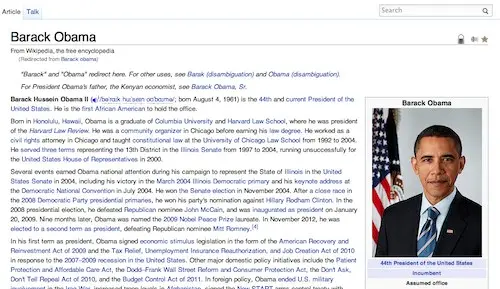 Article Talk
Search
Barack Obama
From Wikipedia, the free encyclopedia
(Redirected from Barack obama)
"Barack" and "Obama" redirect here. For other uses, see Barak (disambiguation) and Obama (disambiguation).
For President Obama's father, the Kenyan economist, see Barack Obama, Sr.
Barack Hussein Obama II
born August 4, 1961) is the 44th and current President of the
United States. He is the first African American to hold the office.
Born in Honolulu, Hawaii, Obama is a graduate of Columbia University and Harvard Law School, where he was president
of the Harvard Law Review. He was a community organizer in Chicago before earning his law degree. He worked as a
civil rights attorney in Chicago and taught constitutional law at the University of Chicago Law School from 1992 to 2004.
He served three terms representing the 13th District in the Illinois Senate from 1997 to 2004, running unsuccessfully for
the United States House of Representatives in 2000.
Several events earned Obama national attention during his campaign to represent the State of Illinois in the United States
Senate in 2004, including his victory in the March 2004 Illinois Democratic primary and his keynote address at
the Democratic National Convention in July 2004. He won the Senate election in November 2004. After a close race in
the 2008 Democratic Party presidential primaries, he won his party's nomination against Hillary Rodham Clinton. In the
2008 presidential election, he defeated Republican nominee John McCain, and was inaugurated as president on January
20, 2009. Nine months later, Obama was named the 2009 Nobel Peace Prize laureate. In November 2012, he was
elected to a second term as president, defeating Republican nominee Mitt Romney.[4]
In his first term as president, Obama signed economic stimulus legislation in the form of the American Recovery and
Reinvestment Act of 2009 and the Tax Relief, Unemployment Insurance Reauthorization, and Job Creation Act of 2010
in response to the 2007–2009 recession in the United States. Other major domestic policy initiatives include the Patient
Protection and Affordable Care Act, the Dodd–Frank Wall Street Reform and Consumer Protection Act, the Don't Ask,
Don't Tell Repeal Act of 2010, and the Budget Control Act of 2011. In foreign policy, Obama ended U.S. military
involvement in the Iraq War, increased troop levels in Afghanistan, signed the New START arms control treaty with
Barack Obama
44th President of the United States
Incumbent
Assumed office